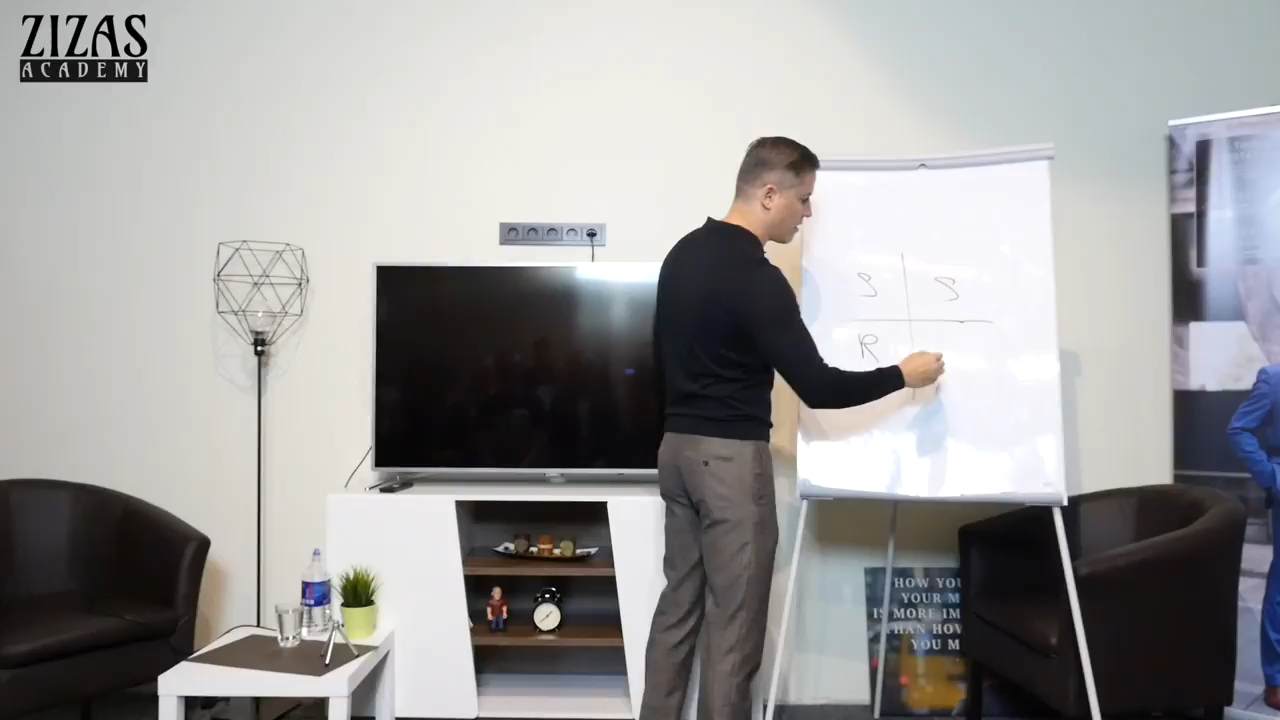 ZIZAS
ACADEMY
S S
R
HOW YOU
YOUR M
IS MORE IM
THAN HOW
YOU M